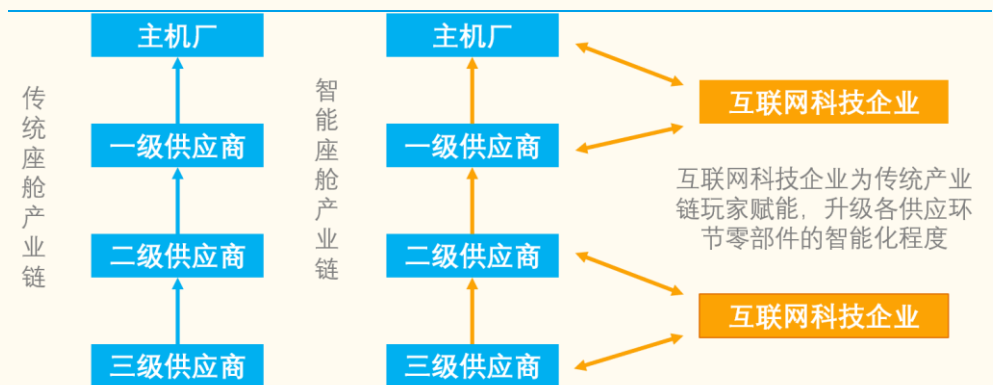 传统座舱产业链
主机厂
一级供应商
二级供应商
三级供应商
智能座舱产业链
主机厂
一级供应商
二级供应商
三级供应商
互联网科技企业
互联网科技企业为传统产业
链玩家赋能，升级各供应环
节零部件的智能化程度
互联网科技企业